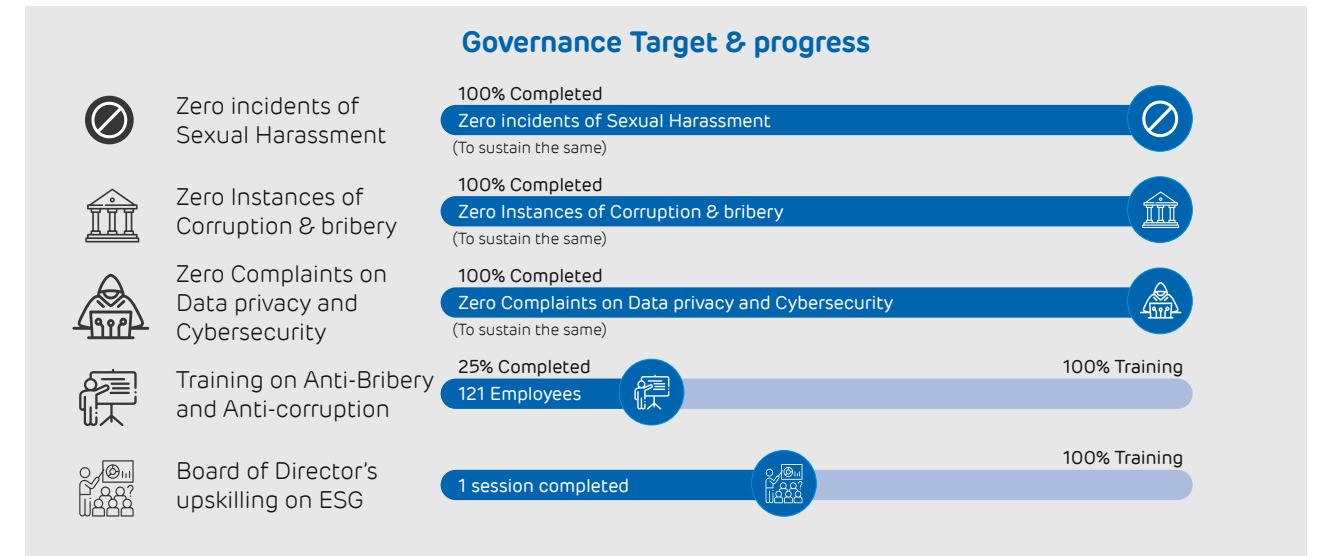 Governance Target & progress
Zero incidents of
Sexual Harassment
100% Completed
Zero incidents of Sexual Harassment
(To sustain the same)
Zero Instances of
Corruption & bribery
100% Completed
Zero Instances of Corruption & bribery
(To sustain the same)
Zero Complaints on
Data privacy and
Cybersecurity
100% Completed
Zero Complaints on Data privacy and Cybersecurity
(To sustain the same)
Training on Anti-Bribery
and Anti-corruption
25% Completed
100% Training
121 Employees
Board of Director's
upskilling on ESG
100% Training
1 session completed